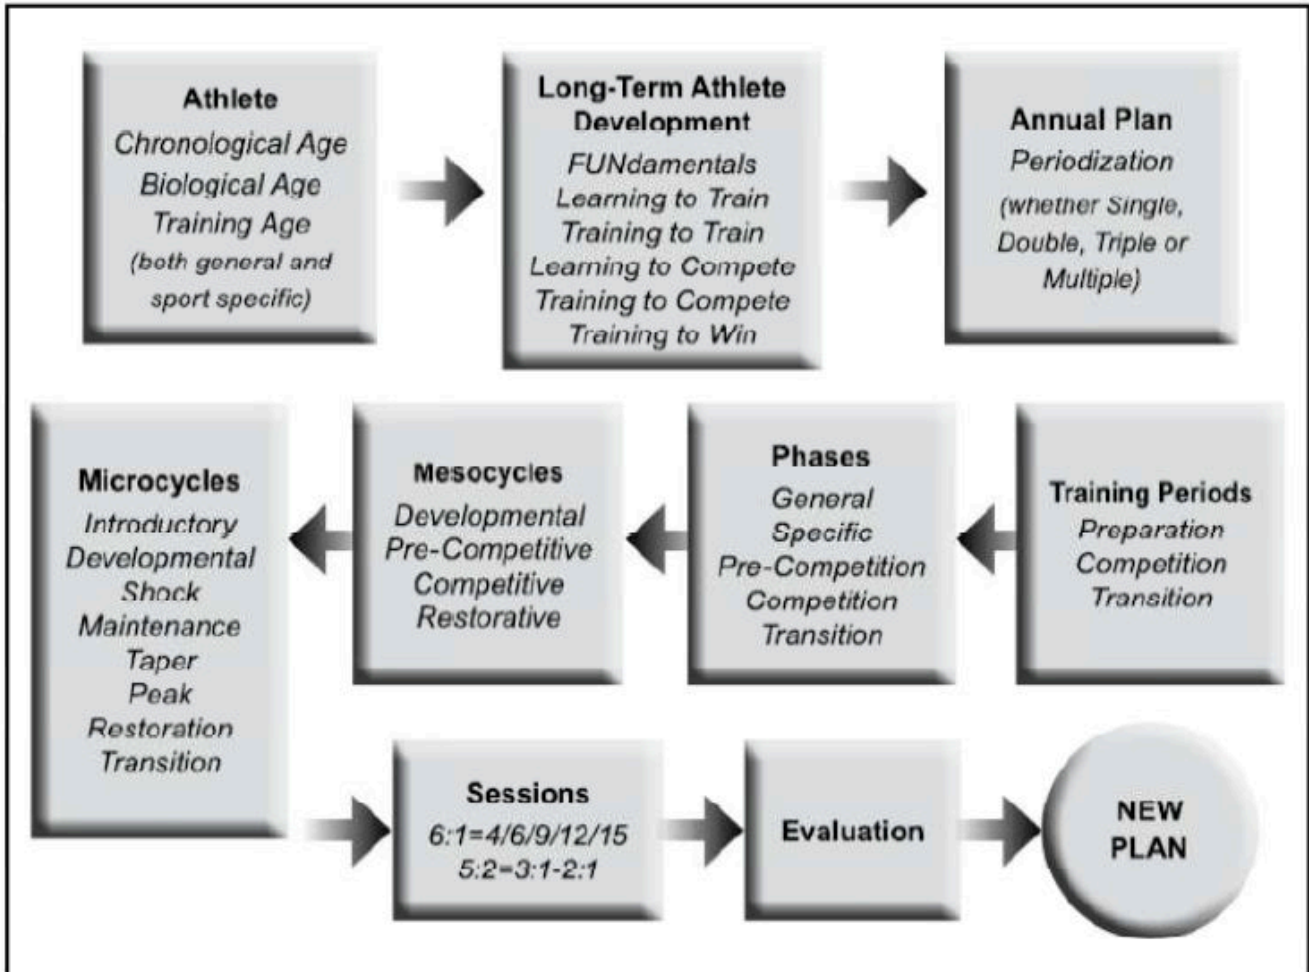 Athlete
Chronological Age
Biological Age
Training Age
(both general and
sport specific)
Long-Term Athlete
Development
FUNdamentals
Learning to Train
Training to Train
Learning to Compete
Training to Compete
Training to Win
Annual Plan
Periodization
(whether Single,
Double, Triple or
Multiple)
Training Periods
Preparation
Competition
Transition
Phases
General
Specific
Pre-Competition
Competition
Transition
Mesocycles
Developmental
Pre-Competitive
Competitive
Restorative
Microcycles
Introductory
Developmental
Shock
Maintenance
Taper
Peak
Restoration
Transition
Sessions
6:1=4/6/9/12/15
5:2=3:1-2:1
Evaluation
NEW
PLAN